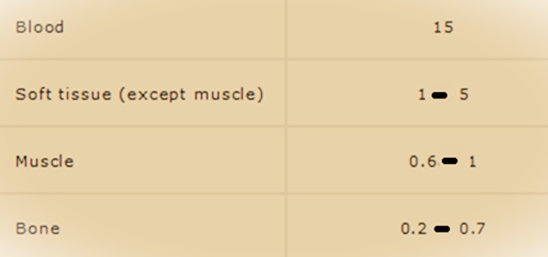 Blood 15
Soft tissue (except muscle) 1 - 5
Muscle 0.6 - 1
Bone 0.2 - 0.7